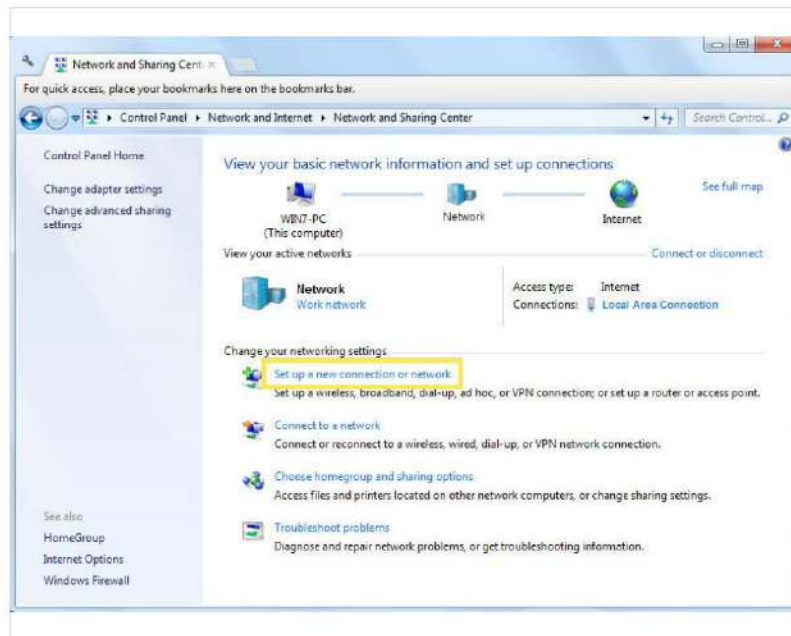 Network and Sharing Cent
For quick access, place your bookmarks here on the bookmarks bar.
Control Panel Network and Internet Network and Sharing Center
Search Control...
Control Panel Home
Change adapter settings
Change advanced sharing
settings
View your basic network information and set up connections
See full map
WIN7-PC
(This computer)
Network
Internet
View your active networks
Connect or disconnect
Network
Work network
Access type: Internet
Connections: Local Area Connection
Change your networking settings
Set up a new connection or network
Set up a wireless, broadband, dial-up, ad hoc, or VPN connection; or set up a router or access point.
Connect to a network
Connect or reconnect to a wireless, wired, dial-up, or VPN network connection.
Choose homegroup and sharing options
Access files and printers located on other network computers, or change sharing settings.
Troubleshoot problems
Diagnose and repair network problems, or get troubleshooting information.
See also
HomeGroup
Internet Options
Windows Firewall